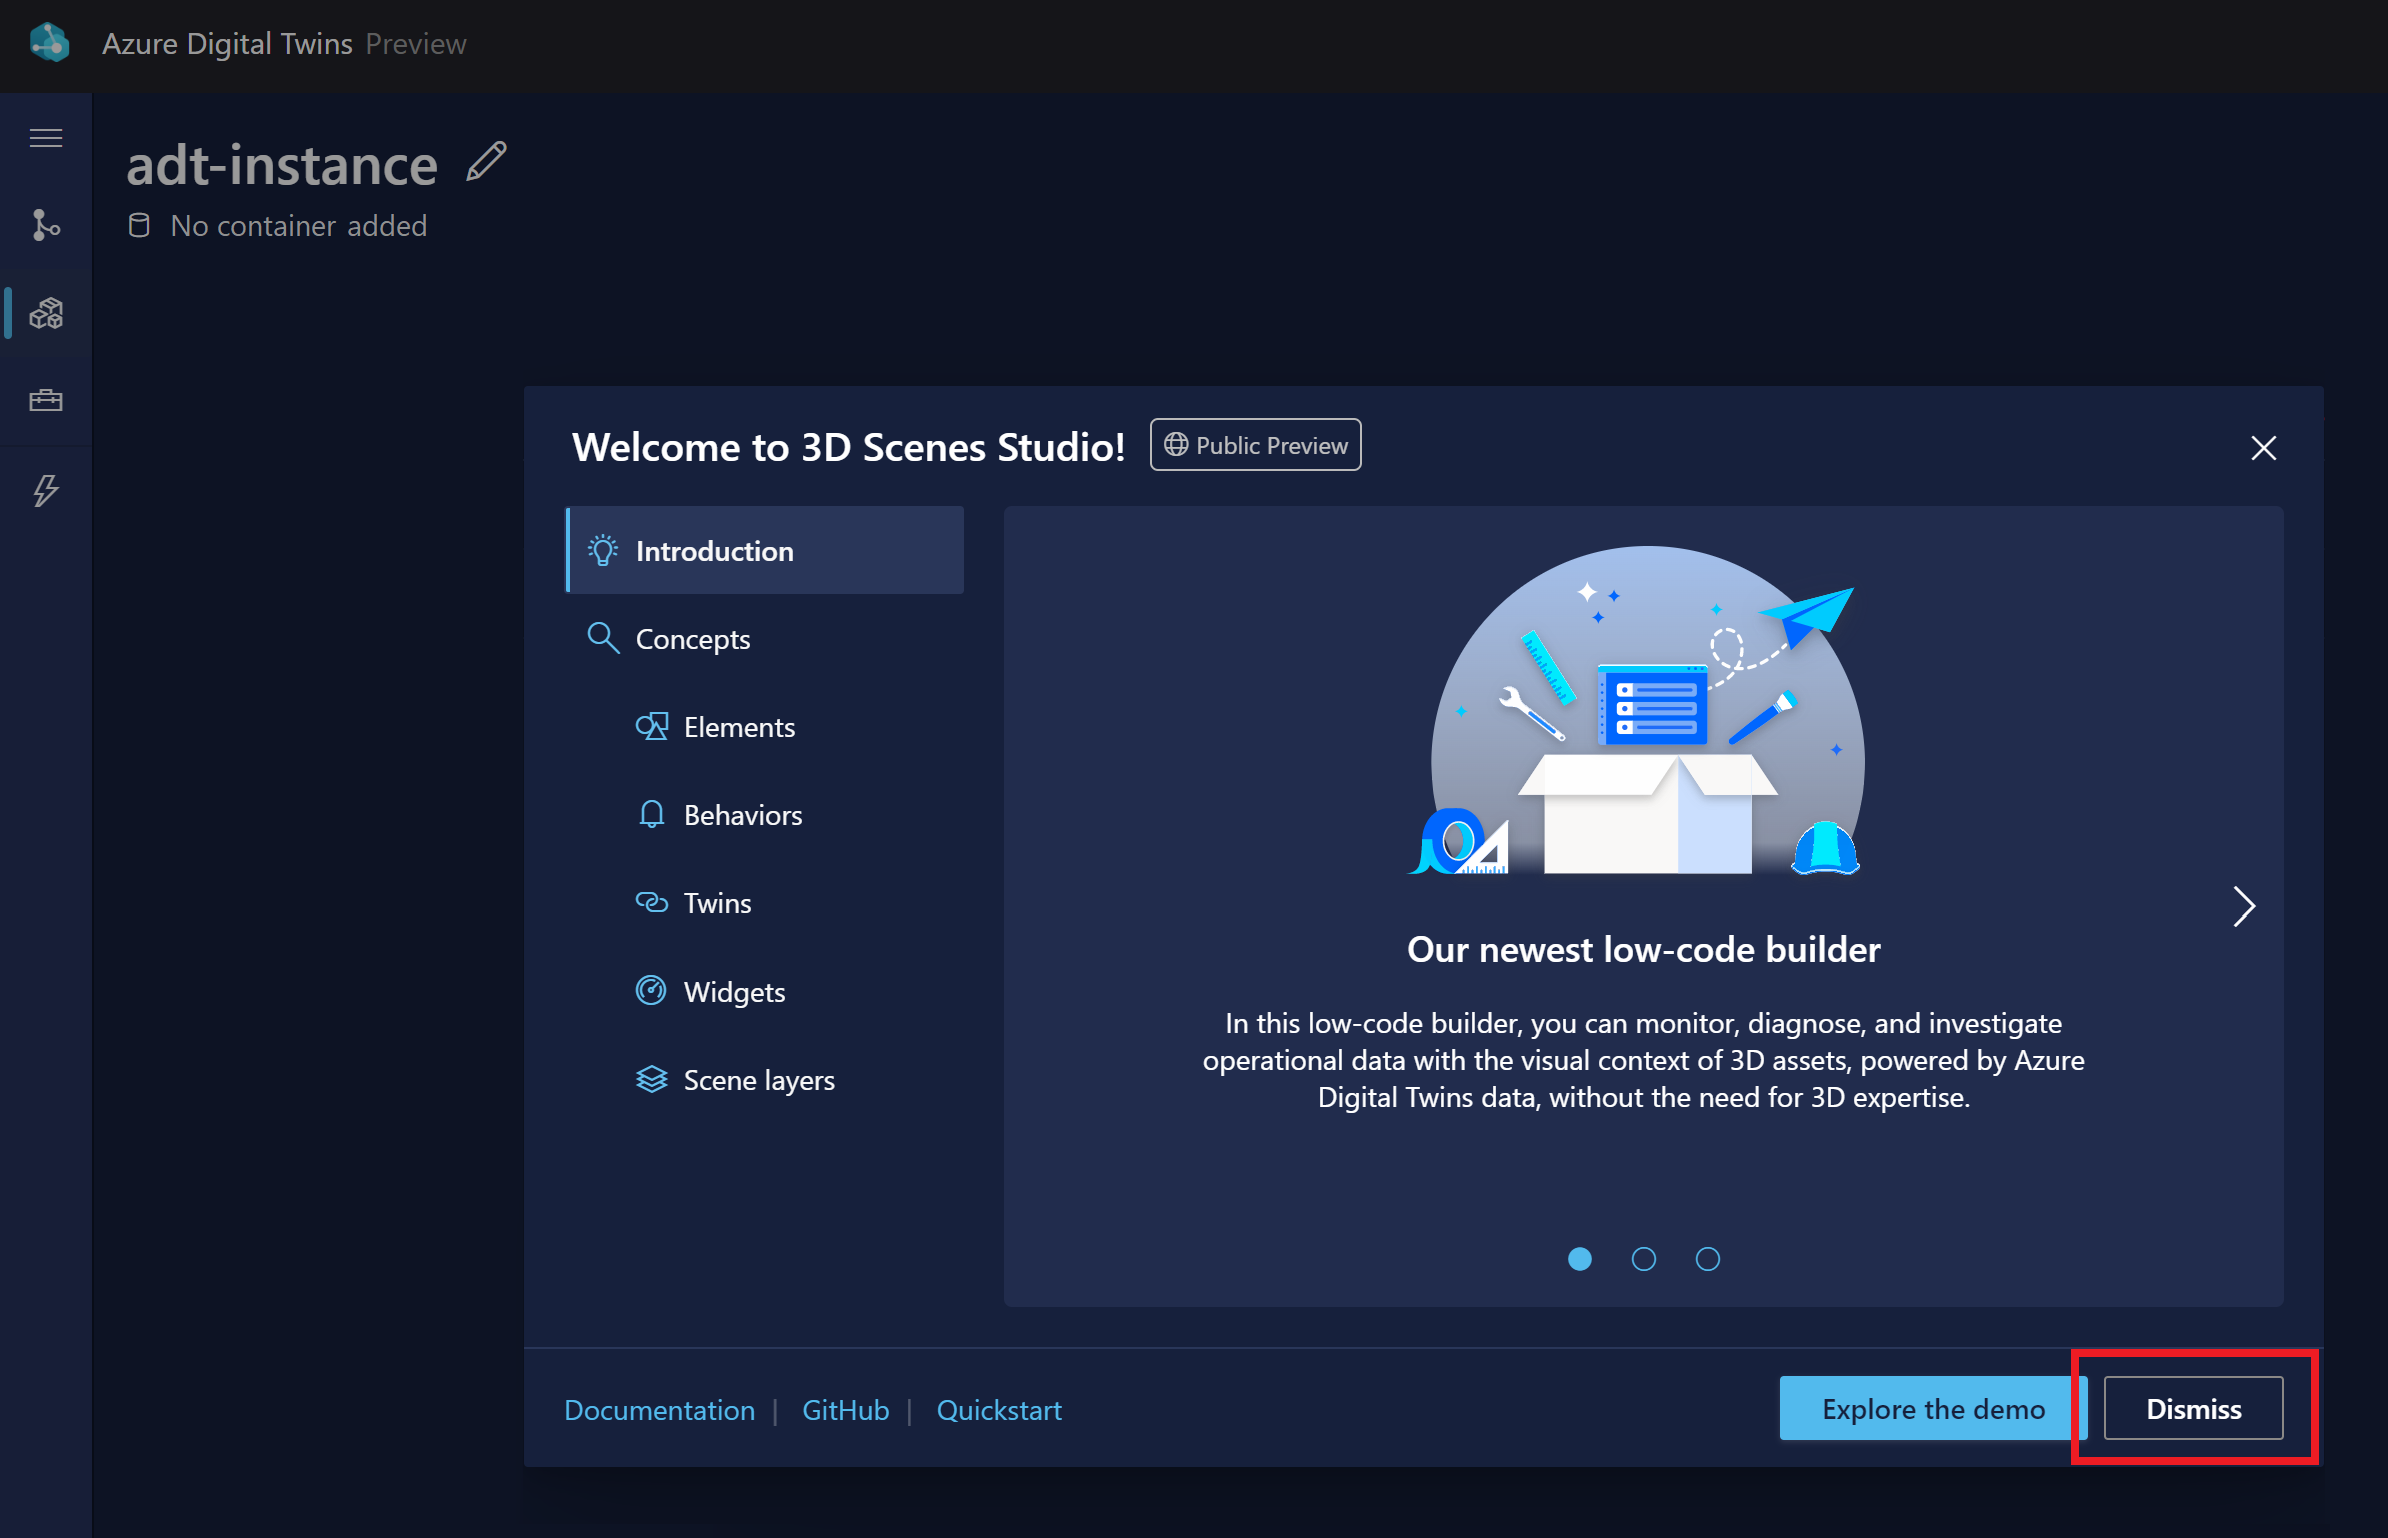 Azure Digital Twins Preview
adt-instance
No container added
Welcome to 3D Scenes Studio!
Public Preview
Introduction
Concepts
Elements
Behaviors
Twins
Widgets
Scene layers
Our newest low-code builder
In this low-code builder, you can monitor, diagnose, and investigate
operational data with the visual context of 3D assets, powered by Azure
Digital Twins data, without the need for 3D expertise.
Documentation | GitHub | Quickstart
Explore the demo
Dismiss